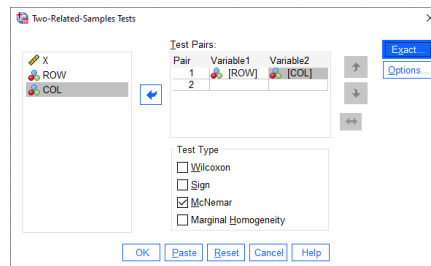 Two-Related-Samples Tests
X
ROW
COL
Test Pairs:
Pair Variable1 Variable2
1 [ROW] [COL]
2
Exact...
Options...
Test Type
Wilcoxon
Sign
McNemar
Marginal Homogeneity
OK Paste Reset Cancel Help